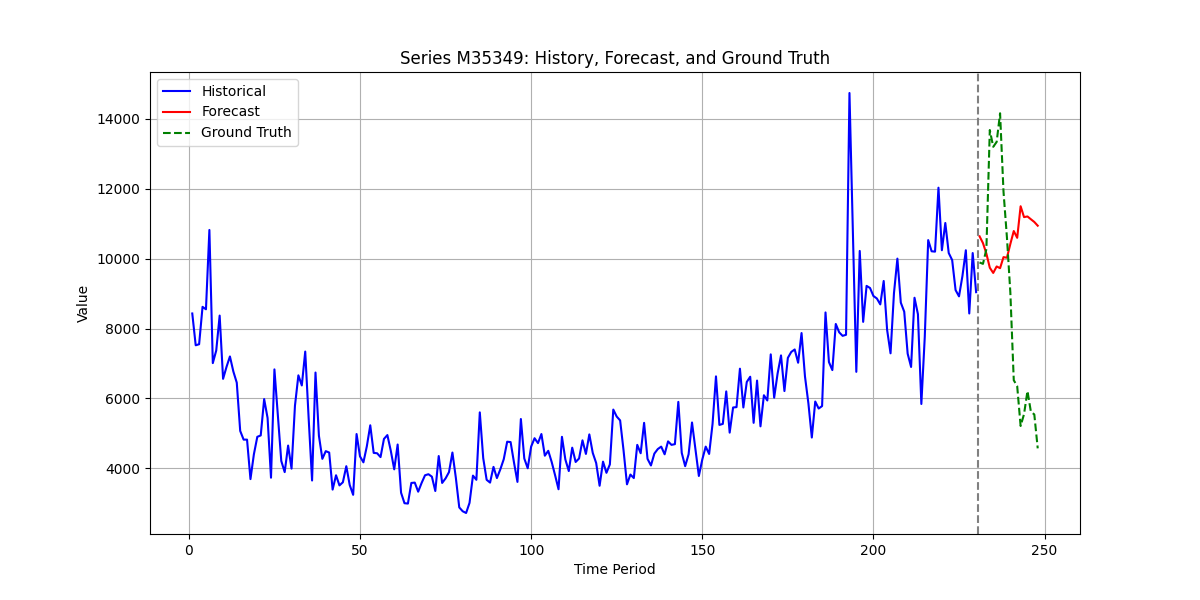 Series M35349: History, Forecast, and Ground Truth
Historical
Forecast
Ground Truth
14000
12000
10000
8000
6000
4000
Value
0
50
100
150
200
250
Time Period